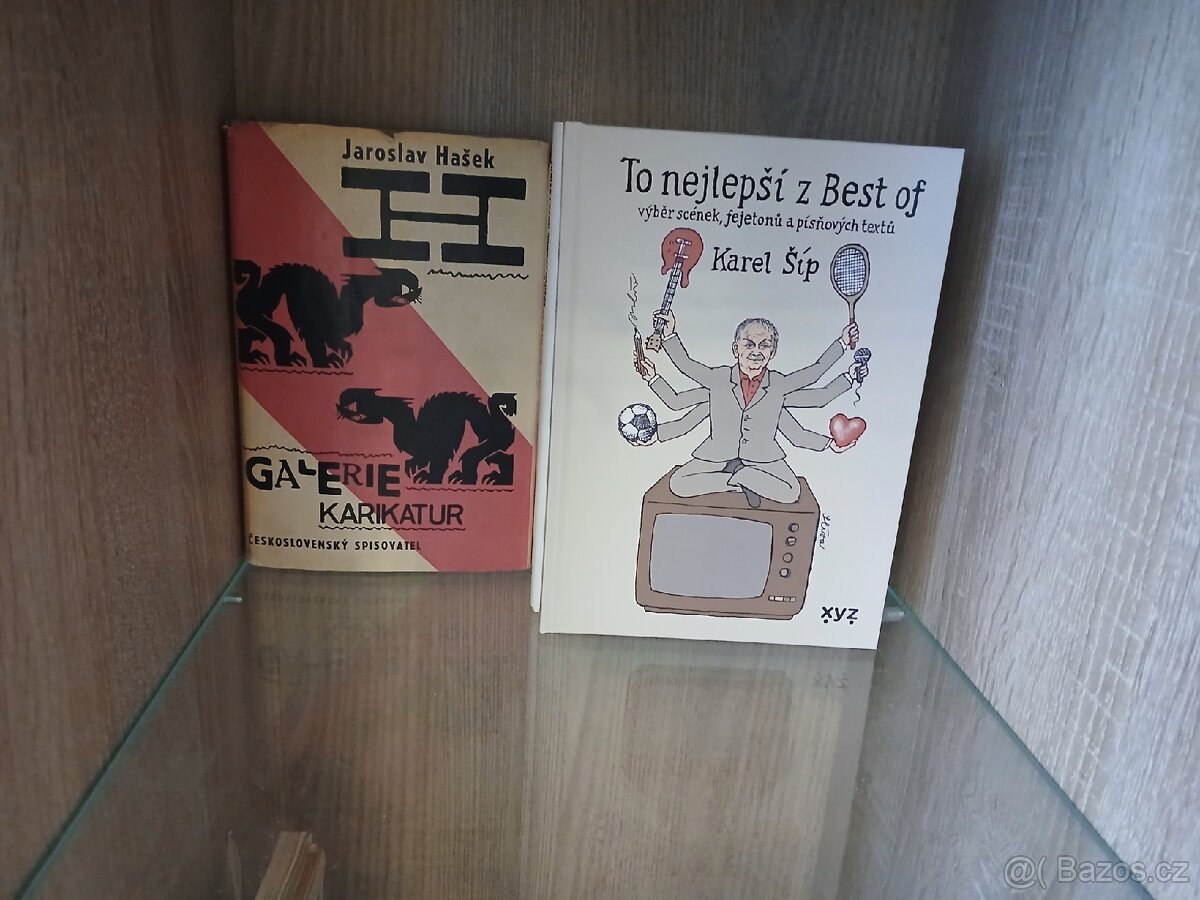 Jaroslav Hašek
H
GALERIE
KARIKATUR
ČESKOSLOVENSKÝ SPISOVATEL
To nejlepší z Best of
výběr scének, fejetonů a písňových textů
Karel Šíp
xyz
@( Bazos.cz